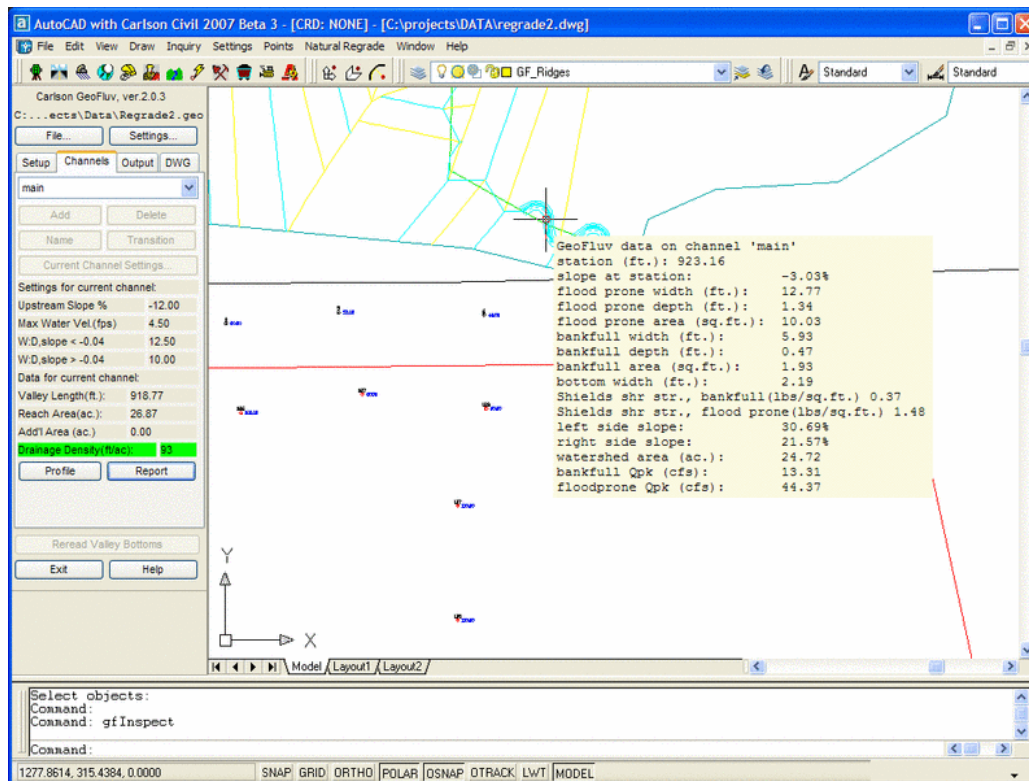 AutoCAD with Carlson Civil 2007 Beta 3 - [CRD: NONE] - [C:\projects\DATA\regrade2.dwg]
File Edit View Draw Inquiry Settings Points Natural Regrade Window Help
GF_Ridges Standard Standard
Carlson GeoFluv, ver.2.0.3
C:...ects\Data\Regrade2.geo
File... Settings...
Setup Channels Output DWG
main
Add Delete
Name Transition
Current Channel Settings...
Settings for current channel:
Upstream Slope % -12.00
Max Water Vel.(fps) 4.50
W:D,slope < -0.04 12.50
W:D,slope > -0.04 10.00
Data for current channel:
Valley Length(ft.): 918.77
Reach Area(ac.): 26.87
Add'l Area (ac.) 0.00
Drainage Density(ft/ac): 93
Profile Report
Reread Valley Bottoms
Exit Help
GeoFluv data on channel 'main'
station (ft.): 923.16
slope at station: -3.03%
flood prone width (ft.): 12.77
flood prone depth (ft.): 1.34
flood prone area (sq.ft.): 10.03
bankfull width (ft.): 5.93
bankfull depth (ft.): 0.47
bankfull area (sq.ft.): 1.93
bottom width (ft.): 2.19
Shields shr str., bankfull(lbs/sq.ft.) 0.37
Shields shr str., flood prone(lbs/sq.ft.) 1.48
left side slope: 30.69%
right side slope: 21.57%
watershed area (ac.): 24.72
bankfull Qpk (cfs): 13.31
floodprone Qpk (cfs): 44.37
Y
X
Model Layout1 Layout2
Select objects:
Command:
Command: gfInspect
Command:
1277.8614, 315.4384, 0.0000 SNAP GRID ORTHO POLAR OSNAP OTRACK LWT MODEL